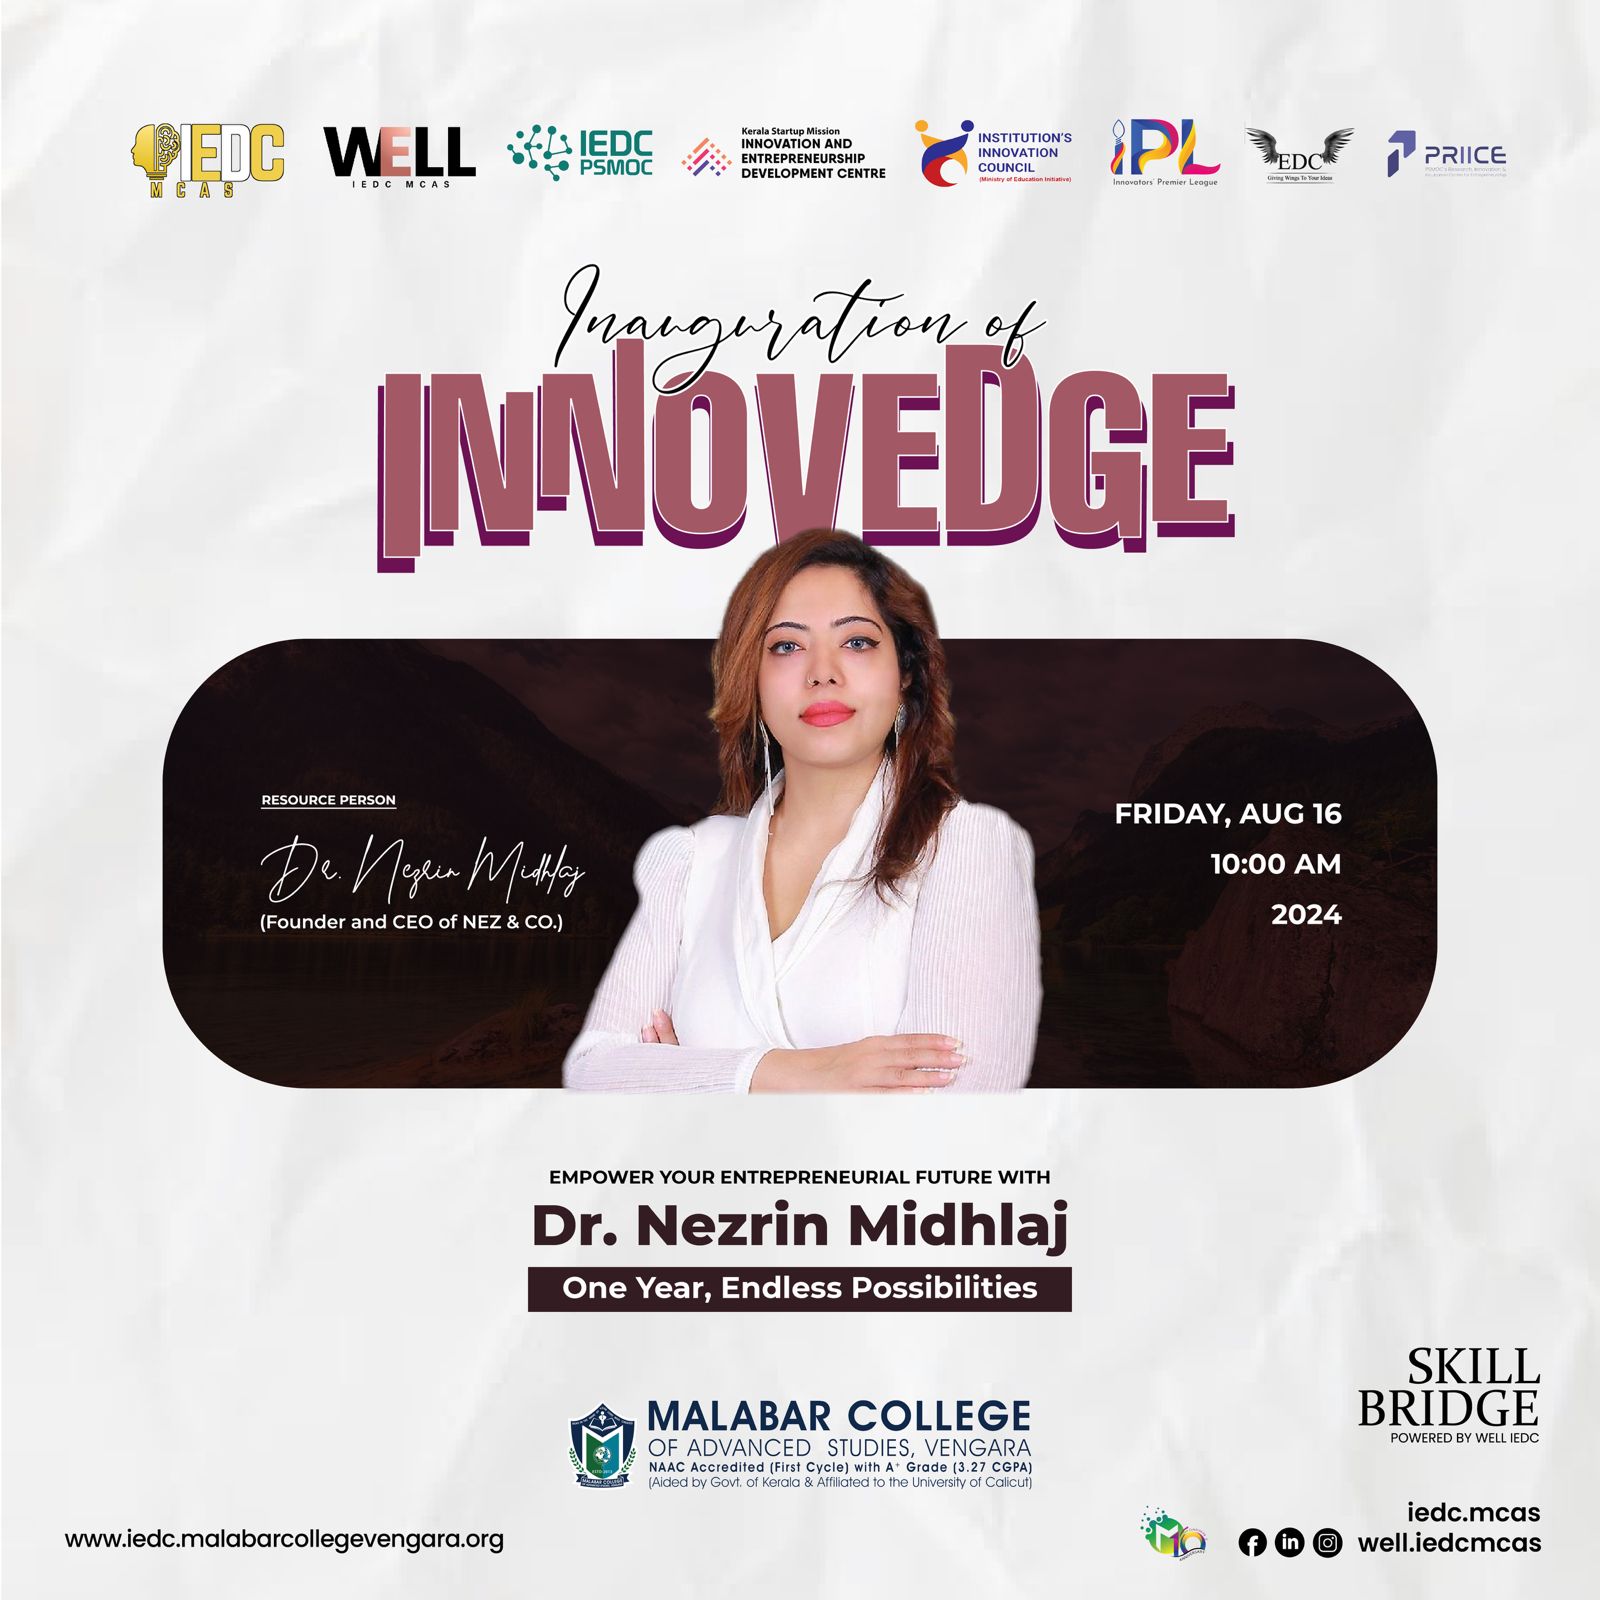 IEDC
MCAS
WELL
IEDC MCAS
IEDC
PSMOC
Kerala Startup Mission
INNOVATION AND
ENTREPRENEURSHIP
DEVELOPMENT CENTRE
INSTITUTION'S
INNOVATION
COUNCIL
(Ministry of Education Initiative)
iPL
Innovators' Premier League
EDC
Giving Wings To Your Ideas
PRIICE
Inauguration of
INNOVEDGE
RESOURCE PERSON
Dr. Nezrin Midhlaj
(Founder and CEO of NEZ & CO.)
FRIDAY, AUG 16
10:00 AM
2024
EMPOWER YOUR ENTREPRENEURIAL FUTURE WITH
Dr. Nezrin Midhlaj
One Year, Endless Possibilities
SKILL
BRIDGE
POWERED BY WELL IEDC
MALABAR COLLEGE
OF ADVANCED STUDIES, VENGARA
NAAC Accredited (First Cycle) with A+ Grade (3.27 CGPA)
(Aided by Govt. of Kerala & Affiliated to the University of Calicut)
www.iedc.malabarcollegevengara.org
iedc.mcas
well.iedcmcas